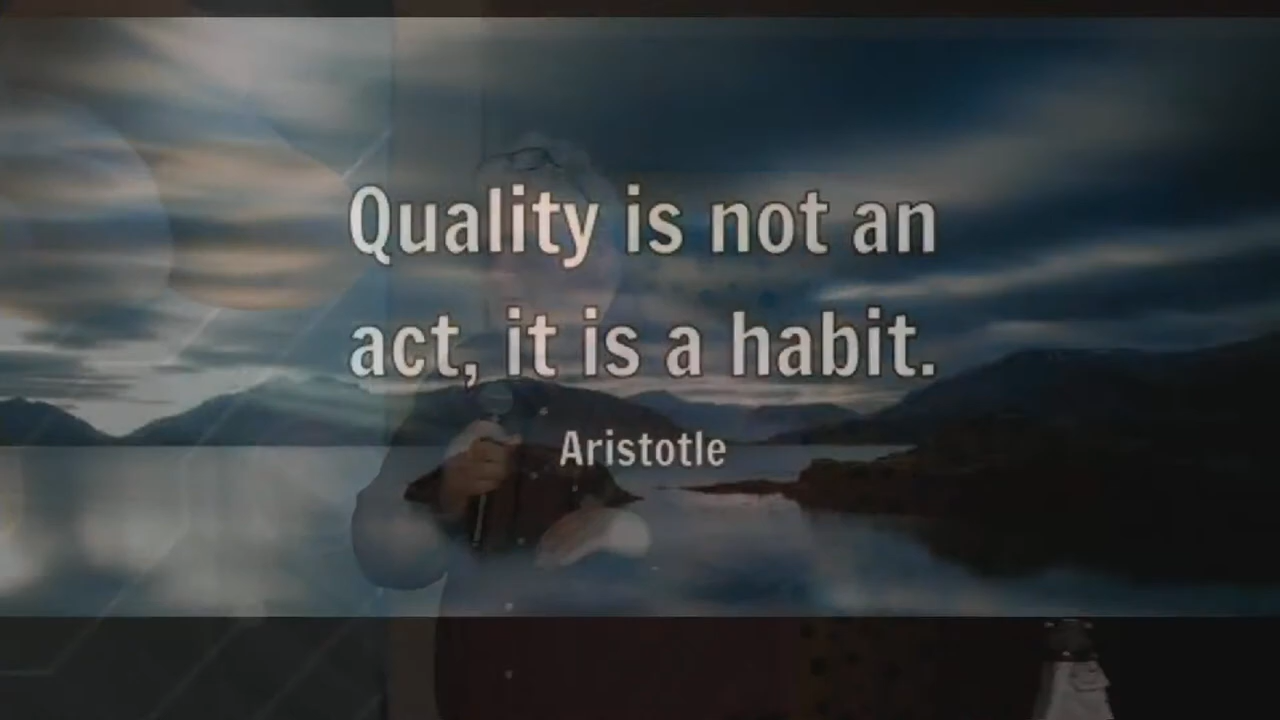 Quality is not an
act, it is a habit.
Aristotle